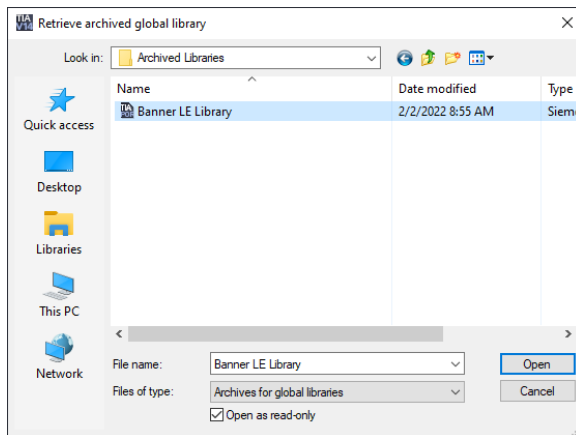 Retrieve archived global library
Look in: Archived Libraries
Name Date modified Type
Banner LE Library 2/2/2022 8:55 AM Sieme
Quick access
Desktop
Libraries
This PC
Network
File name: Banner LE Library Open
Files of type: Archives for global libraries Cancel
Open as read-only